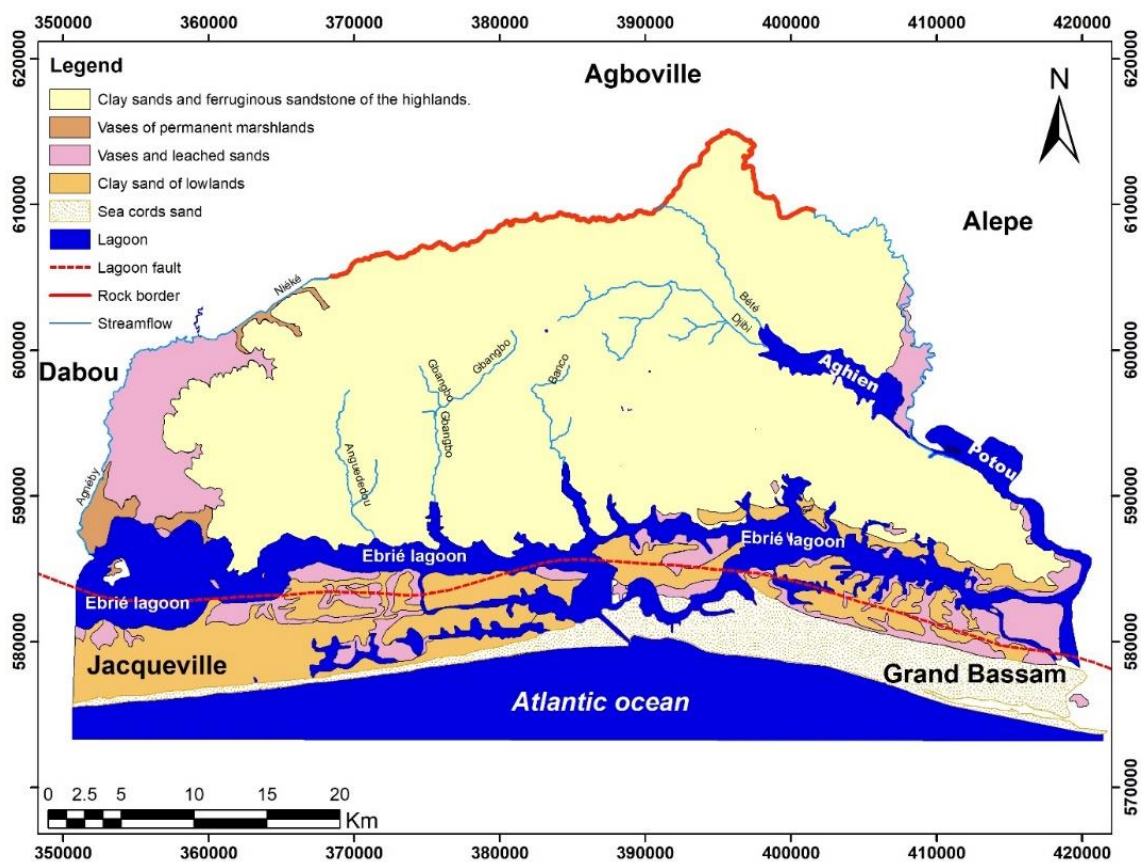 350000 360000 370000 380000 390000 400000 410000 420000
620000
620000
Legend
Clay sands and ferruginous sandstone of the highlands.
Vases of permanent marshlands
Vases and leached sands
Clay sand of lowlands
Sea cords sand
Lagoon
Lagoon fault
Rock border
Streamflow
Agboville
N
610000
610000
Alepe
Niéké
Bété
Djibi
600000
600000
Dabou
Aghien
Gbangbo
Gbangbo
Gbangbo
Banco
Anguededou
Potou
Agnéby
590000
590000
Ebrié lagoon
Ebrié lagoon
Ebrié lagoon
580000
580000
Jacqueville
Grand Bassam
Atlantic ocean
570000
570000
0 2.5 5 10 15 20
Km
350000 360000 370000 380000 390000 400000 410000 420000